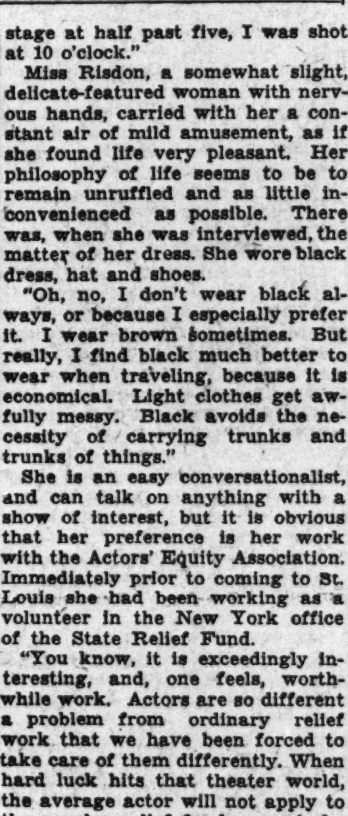 stage at half past five, I was shot
at 10 o'clock."
Miss Risdon, a somewhat slight,
delicate-featured woman with nerv-
ous hands, carried with her a con-
stant air of mild amusement, as if
she found life very pleasant. Her
philosophy of life seems to be to
remain unruffled and as little in-
convenienced as possible. There
was, when she was interviewed, the
matter of her dress. She wore black
dress, hat and shoes.
"Oh, no, I don't wear black al-
ways, or because I especially prefer
it. I wear brown sometimes. But
really, I find black much better to
wear when traveling, because it is
economical. Light clothes get aw-
fully messy. Black avoids the ne-
cessity of carrying trunks and
trunks of things."
She is an easy conversationalist,
and can talk on anything with a
show of interest, but it is obvious
that her preference is her work
with the Actors' Equity Association.
Immediately prior to coming to St.
Louis she had been working as a
volunteer in the New York office
of the State Relief Fund.
"You know, it is exceedingly in-
teresting, and, one feels, worth-
while work. Actors are so different
a problem from ordinary relief
work that we have been forced to
take care of them differently. When
hard luck hits that theater world,
the average actor will not apply to